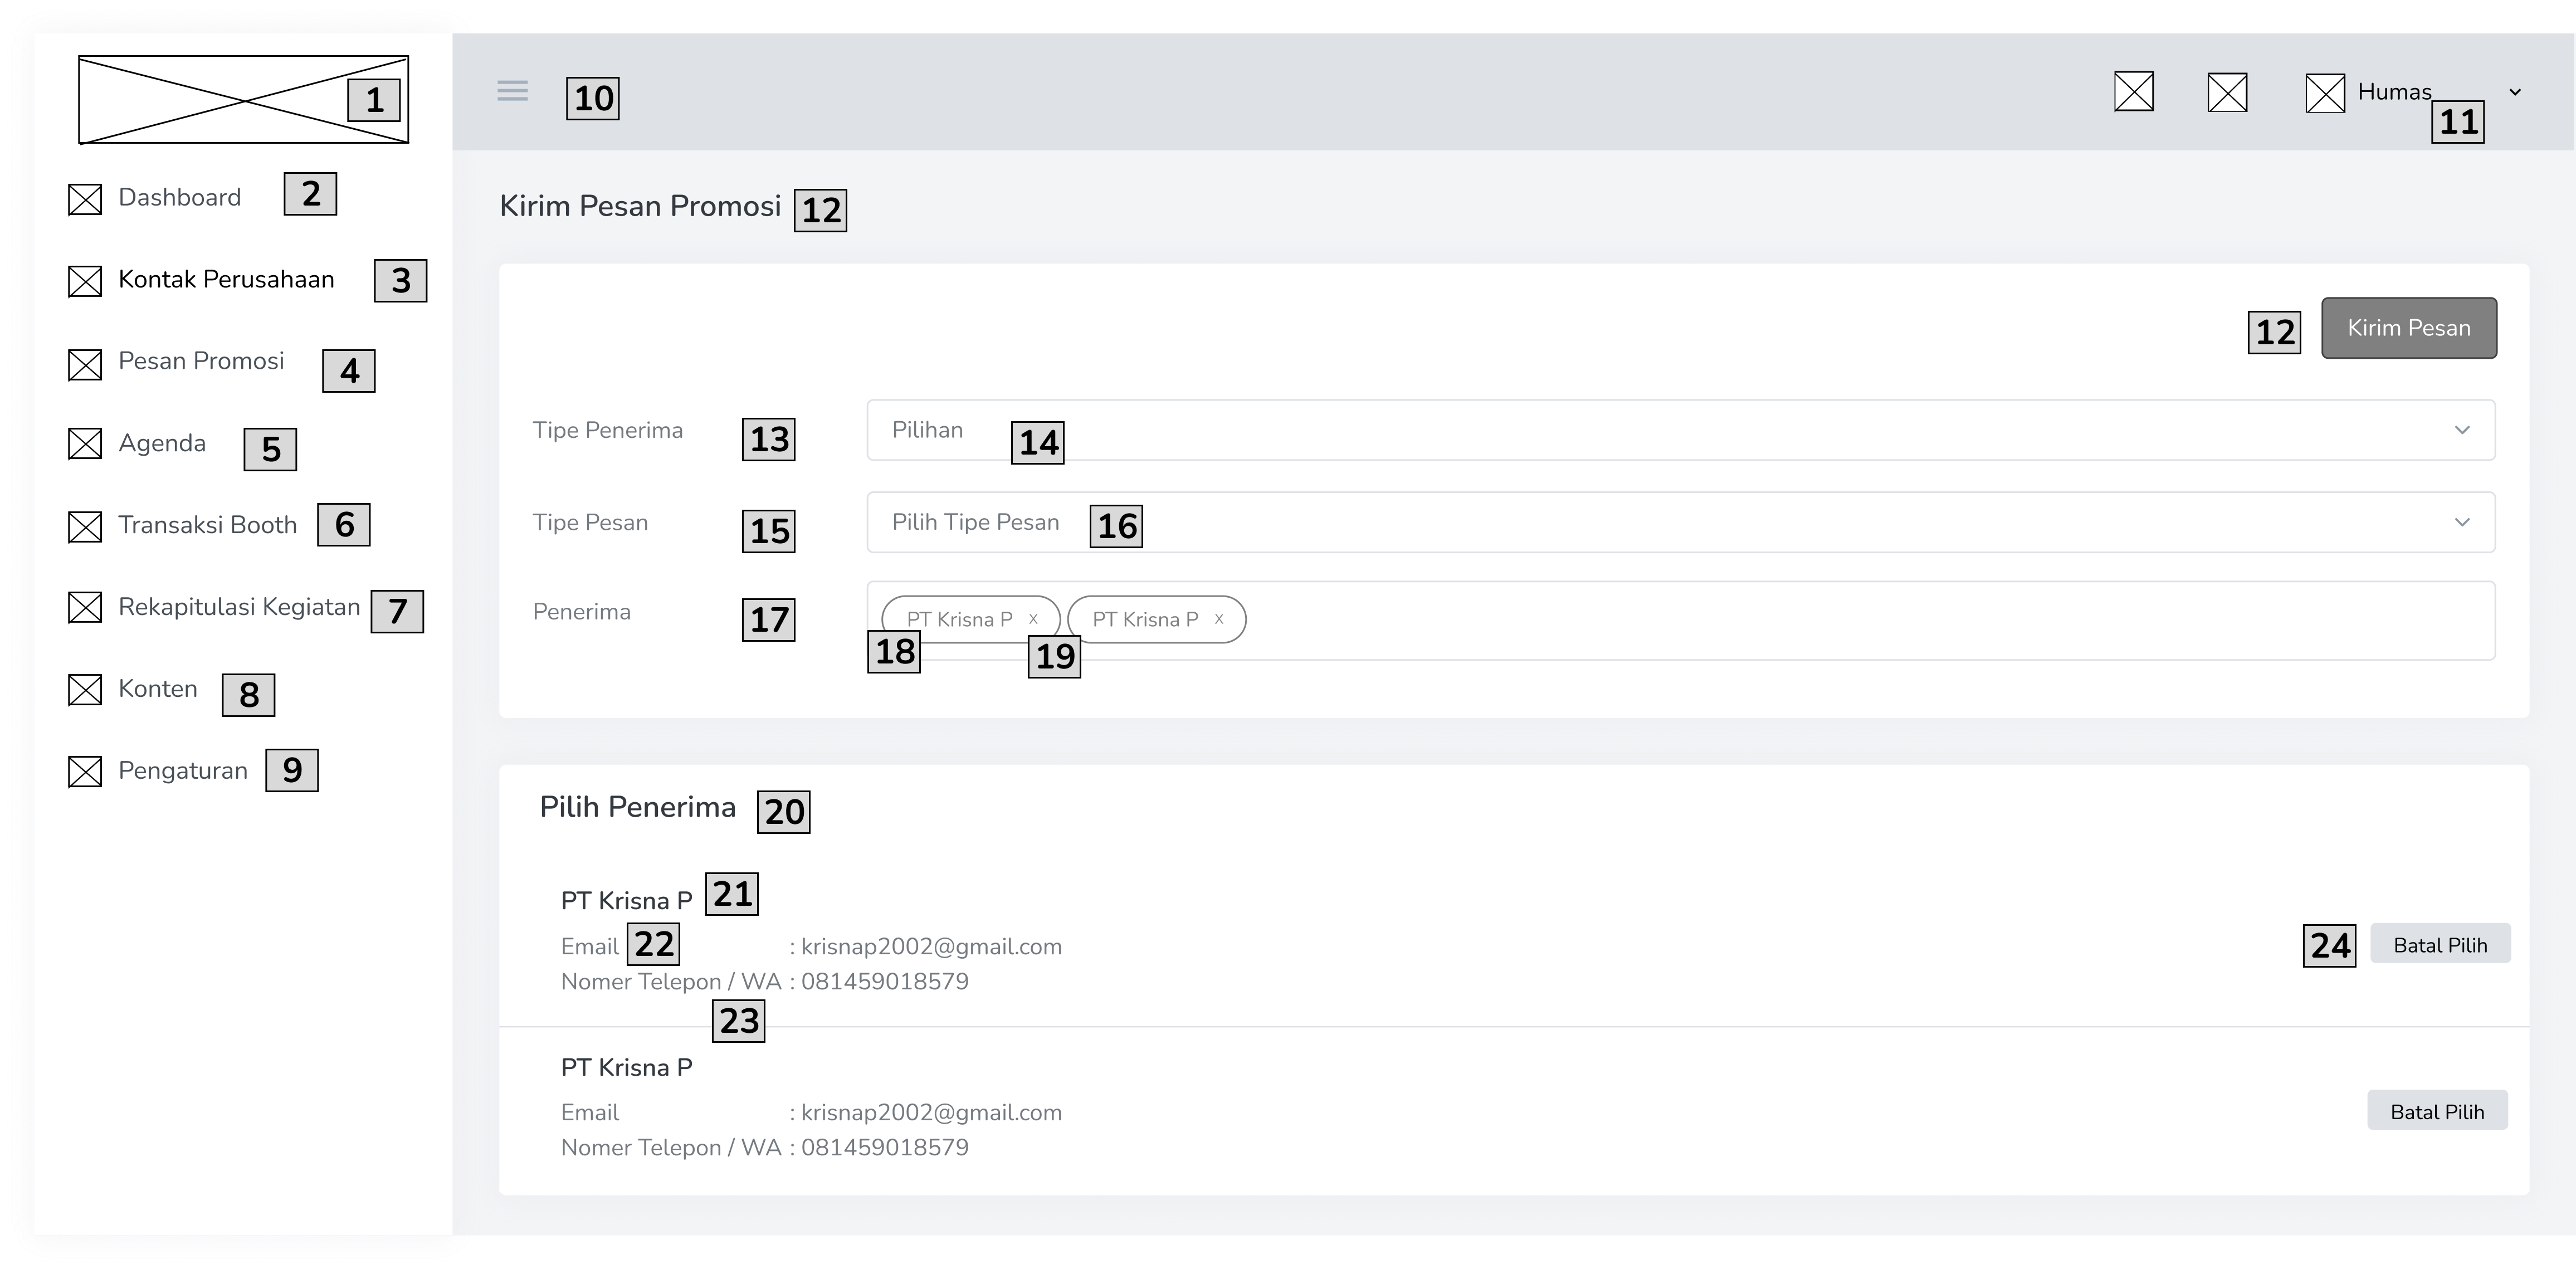 1
Dashboard 2
Kontak Perusahaan 3
Pesan Promosi 4
Agenda 5
Transaksi Booth 6
Rekapitulasi Kegiatan 7
Konten 8
Pengaturan 9
10
Humas 11
Kirim Pesan Promosi 12
12 Kirim Pesan
Tipe Penerima 13 Pilihan 14
Tipe Pesan 15 Pilih Tipe Pesan 16
Penerima 17 PT Krisna P x PT Krisna P x
18 19
Pilih Penerima 20
PT Krisna P 21
Email 22 : krisnap2002@gmail.com 24 Batal Pilih
Nomer Telepon / WA : 081459018579
23
PT Krisna P
Email : krisnap2002@gmail.com Batal Pilih
Nomer Telepon / WA : 081459018579